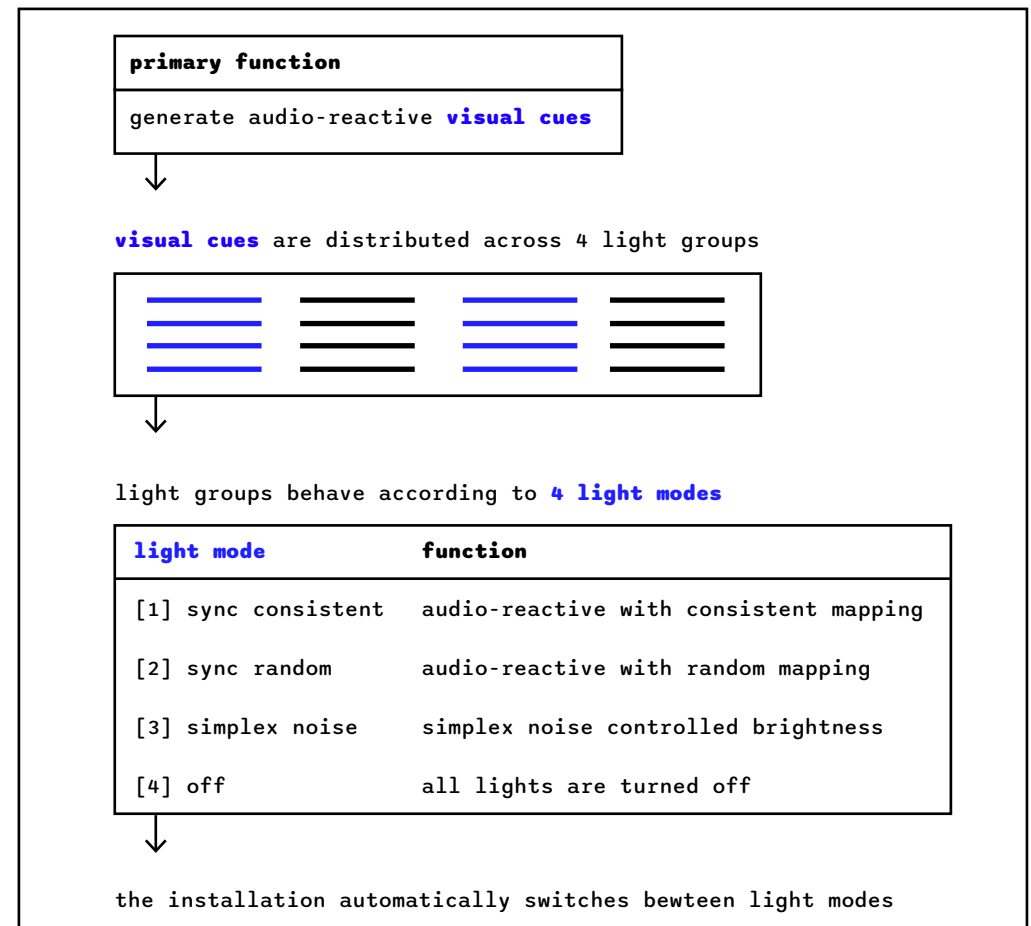 primary function
generate audio-reactive visual cues
visual cues are distributed across 4 light groups
light groups behave according to 4 light modes
light mode function
[1] sync consistent audio-reactive with consistent mapping
[2] sync random audio-reactive with random mapping
[3] simplex noise simplex noise controlled brightness
[4] off all lights are turned off
the installation automatically switches bewteen light modes